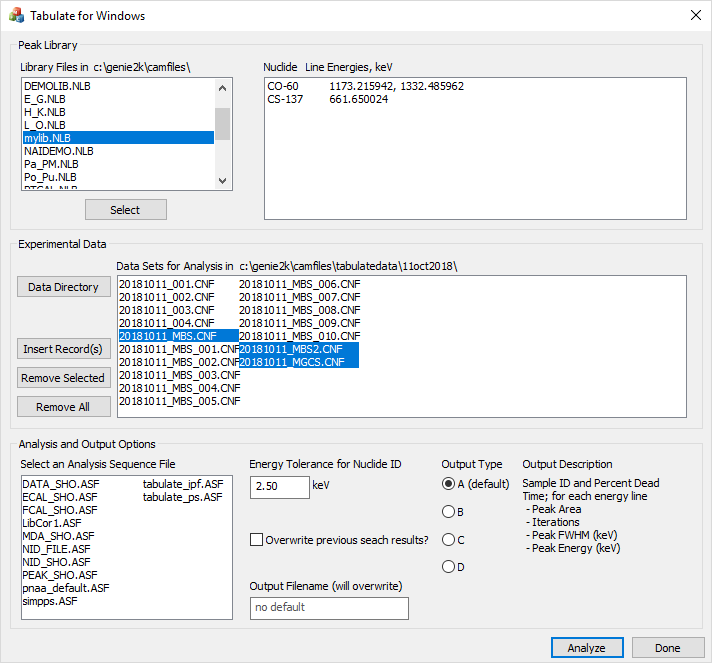 Tabulate for Windows
Peak Library
Library Files in c:\genie2k\camfiles\
DEMOLIB.NLB
E_G.NLB
H_K.NLB
L_O.NLB
mylib.NLB
NAIDEMO.NLB
Pa_PM.NLB
Po_Pu.NLB
Select
Nuclide Line Energies, keV
CO-60 1173.215942, 1332.485962
CS-137 661.650024
Experimental Data
Data Sets for Analysis in c:\genie2k\camfiles\tabulatedata\11oct2018\
Data Directory
Insert Record(s)
Remove Selected
Remove All
20181011_001.CNF 20181011_MBS_006.CNF
20181011_002.CNF 20181011_MBS_007.CNF
20181011_003.CNF 20181011_MBS_008.CNF
20181011_004.CNF 20181011_MBS_009.CNF
20181011_MBS.CNF 20181011_MBS_010.CNF
20181011_MBS_001.CNF 20181011_MBS2.CNF
20181011_MBS_002.CNF 20181011_MGCS.CNF
20181011_MBS_003.CNF
20181011_MBS_004.CNF
20181011_MBS_005.CNF
Analysis and Output Options
Select an Analysis Sequence File
DATA_SHO.ASF tabulate_ipf.ASF
ECAL_SHO.ASF tabulate_ps.ASF
FCAL_SHO.ASF
LibCor1.ASF
MDA_SHO.ASF
NID_FILE.ASF
NID_SHO.ASF
PEAK_SHO.ASF
pnaa_default.ASF
simpps.ASF
Energy Tolerance for Nuclide ID
2.50 keV
Overwrite previous seach results?
Output Filename (will overwrite)
no default
Output Type
A (default)
B
C
D
Output Description
Sample ID and Percent Dead
Time; for each energy line
- Peak Area
- Iterations
- Peak FWHM (keV)
- Peak Energy (keV)
Analyze
Done